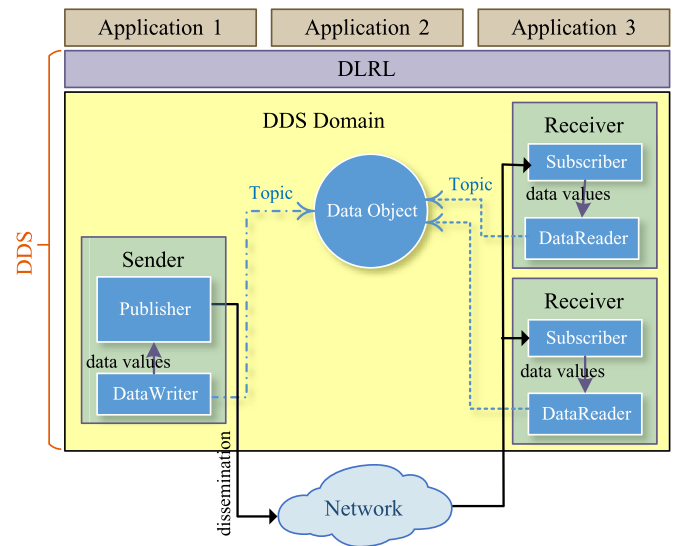 Application 1
Application 2
Application 3
DLRL
DDS
DDS Domain
Receiver
Subscriber
data values
DataReader
Topic
Topic
Data Object
Sender
Publisher
data values
DataWriter
Receiver
Subscriber
data values
DataReader
dissemination
Network